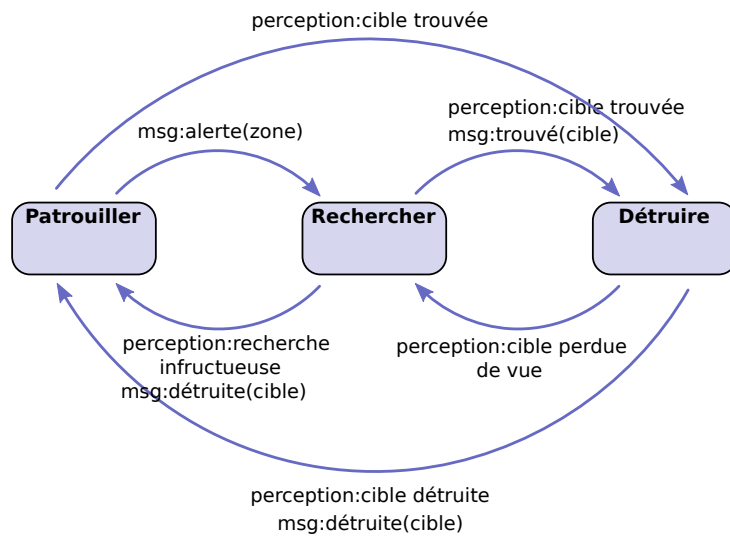 perception:cible trouvée
perception:cible trouvée
msg:alerte(zone)
msg:trouvé(cible)
Patrouiller
Rechercher
Détruire
perception:recherche
infructueuse
msg:détruite(cible)
perception:cible perdue
de vue
perception:cible détruite
msg:détruite(cible)